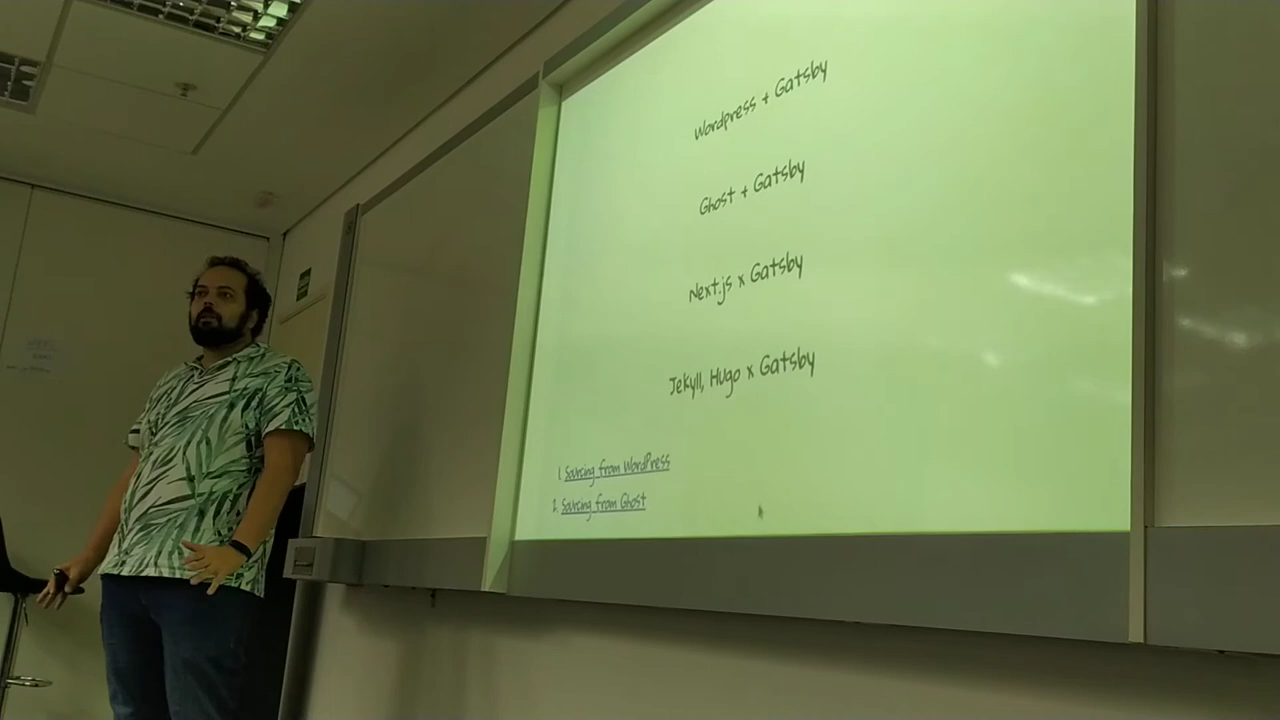 Wordpress + Gatsby
Ghost + Gatsby
Next.js x Gatsby
Jekyll, Hugo x Gatsby
1. Sourcing from WordPress
2. Sourcing from Ghost